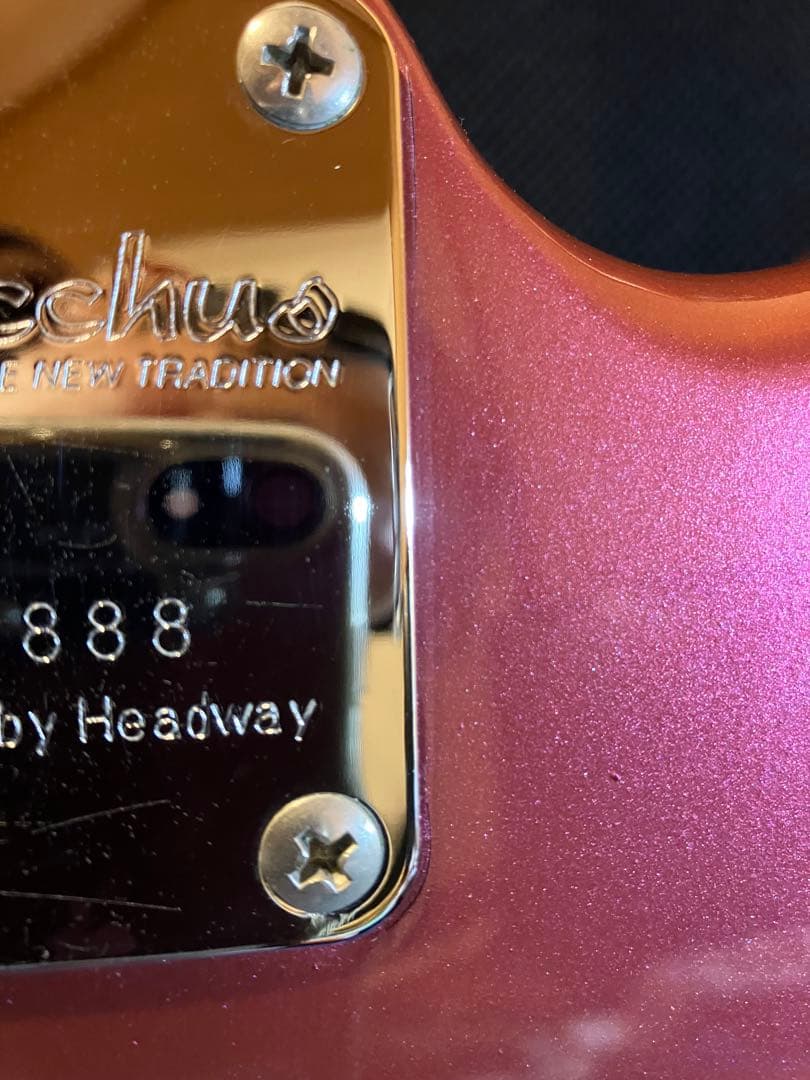 cchus
E NEW TRADITION
888
by Headway